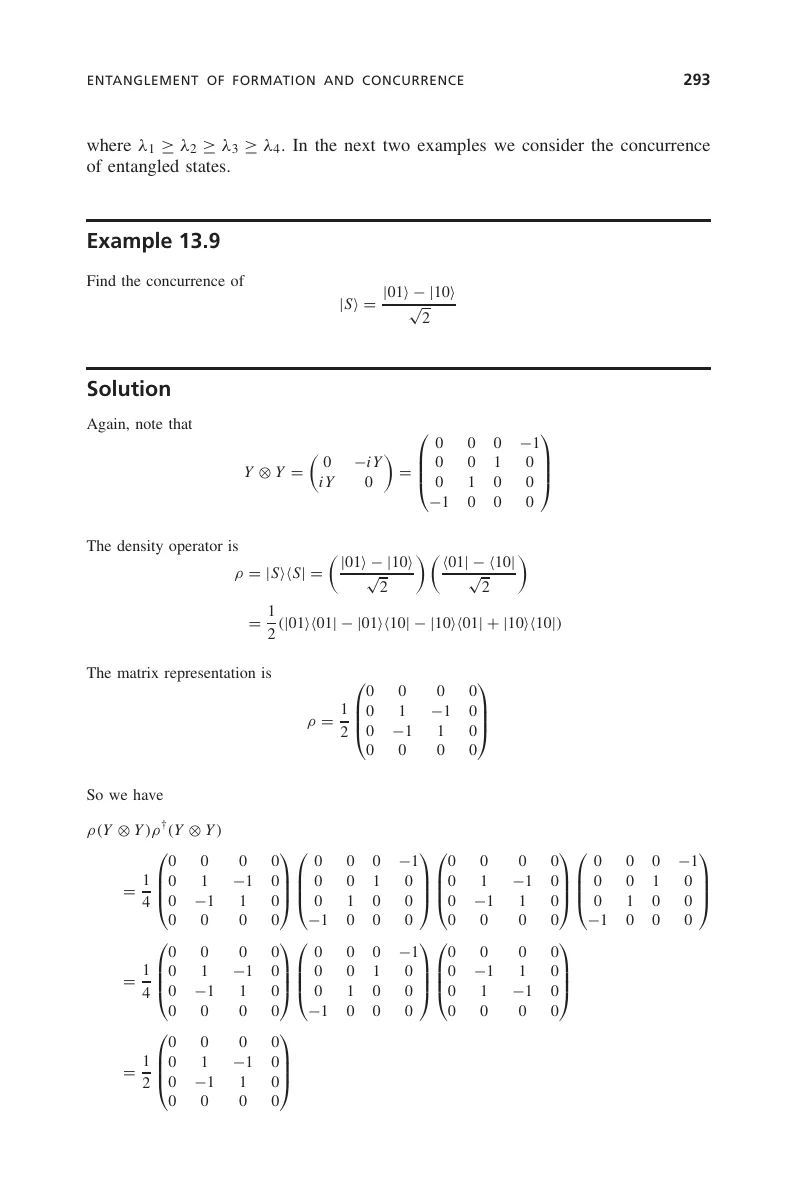 ENTANGLEMENT OF FORMATION AND CONCURRENCE 293
where λ₁ ≥ λ₂ ≥ λ₃ ≥ λ₄. In the next two examples we consider the concurrence
of entangled states.
Example 13.9
Find the concurrence of
|S⟩ = (|01⟩ − |10⟩) / √2
Solution
Again, note that
Y ⊗ Y = ( 0 −iY ; iY 0 ) = ( 0 0 0 −1 ; 0 0 1 0 ; 0 1 0 0 ; −1 0 0 0 )
The density operator is
ρ = |S⟩⟨S| = ( (|01⟩ − |10⟩) / √2 ) ( (⟨01| − ⟨10|) / √2 )
= 1/2 (|01⟩⟨01| − |01⟩⟨10| − |10⟩⟨01| + |10⟩⟨10|)
The matrix representation is
ρ = 1/2 ( 0 0 0 0 ; 0 1 −1 0 ; 0 −1 1 0 ; 0 0 0 0 )
So we have
ρ(Y ⊗ Y)ρ†(Y ⊗ Y)
= 1/4 ( 0 0 0 0 ; 0 1 −1 0 ; 0 −1 1 0 ; 0 0 0 0 ) ( 0 0 0 −1 ; 0 0 1 0 ; 0 1 0 0 ; −1 0 0 0 ) ( 0 0 0 0 ; 0 1 −1 0 ; 0 −1 1 0 ; 0 0 0 0 ) ( 0 0 0 −1 ; 0 0 1 0 ; 0 1 0 0 ; −1 0 0 0 )
= 1/4 ( 0 0 0 0 ; 0 1 −1 0 ; 0 −1 1 0 ; 0 0 0 0 ) ( 0 0 0 −1 ; 0 0 1 0 ; 0 1 0 0 ; −1 0 0 0 ) ( 0 0 0 0 ; 0 −1 1 0 ; 0 1 −1 0 ; 0 0 0 0 )
= 1/2 ( 0 0 0 0 ; 0 1 −1 0 ; 0 −1 1 0 ; 0 0 0 0 )